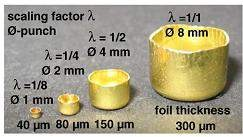 scaling factor λ
Ø-punch
λ=1/8
Ø 1 mm
λ=1/4
Ø 2 mm
λ = 1/2
Ø 4 mm
λ=1/1
Ø 8 mm
foil thickness
40 µm 80 µm 150 µm 300 µm